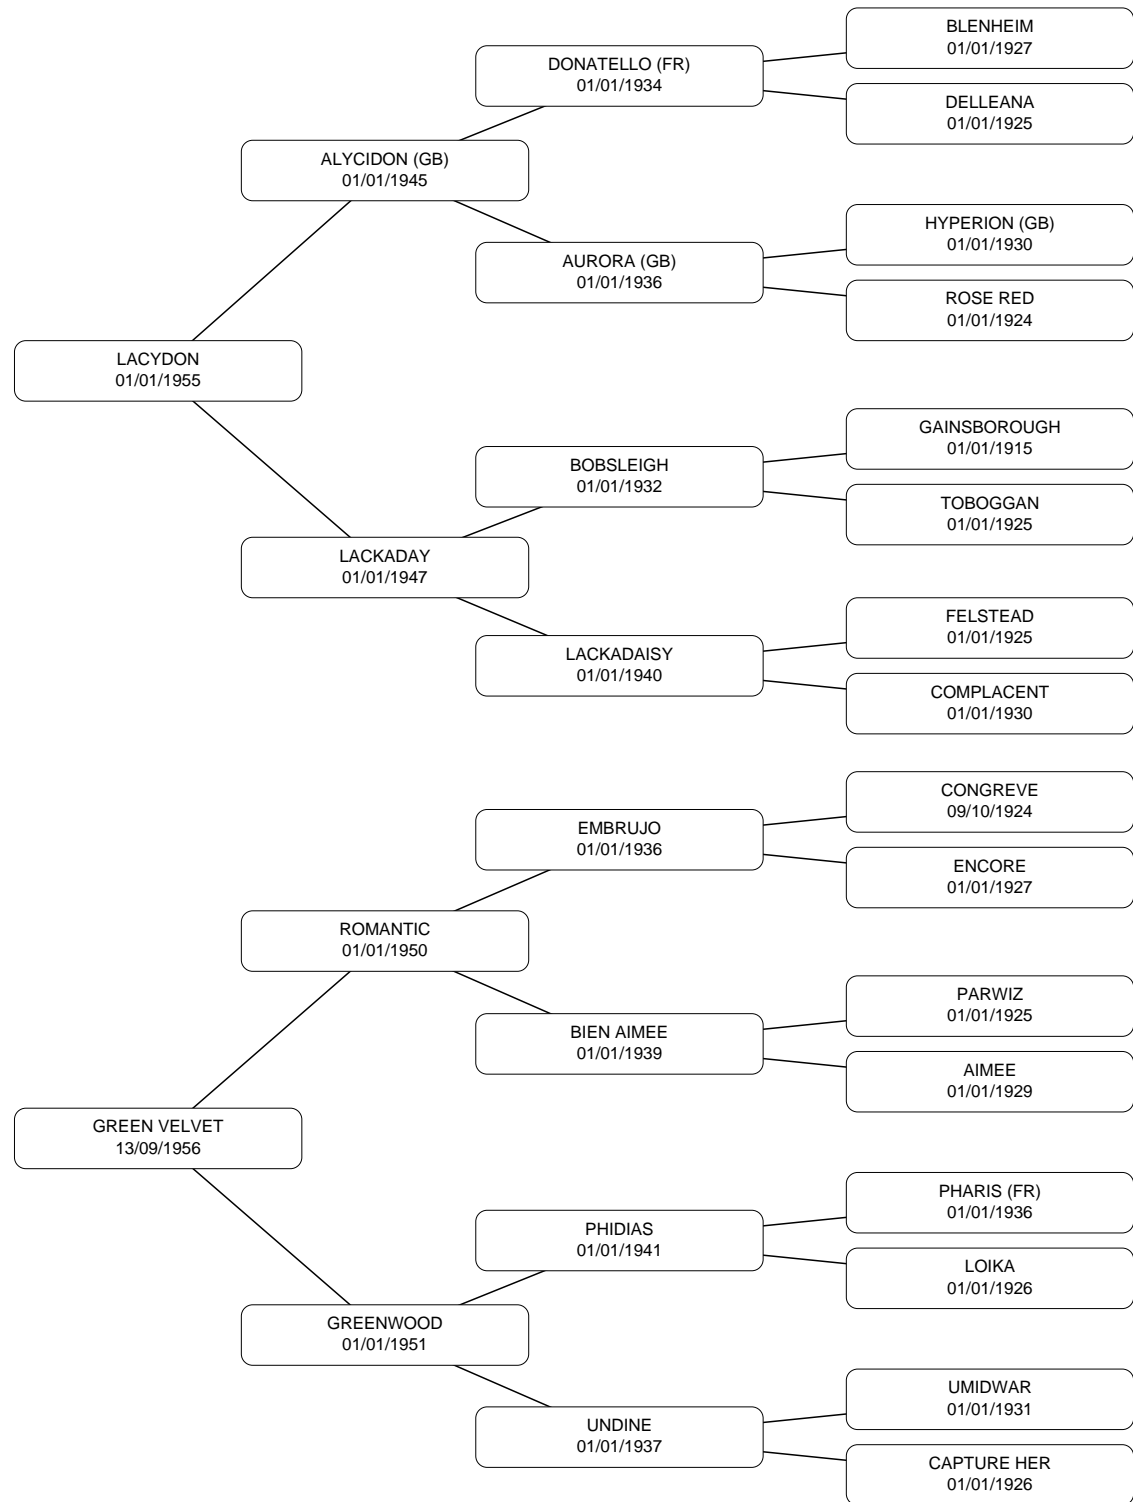 BLENHEIM
01/01/1927
DONATELLO (FR)
01/01/1934
DELLEANA
01/01/1925
ALYCIDON (GB)
01/01/1945
HYPERION (GB)
01/01/1930
AURORA (GB)
01/01/1936
ROSE RED
01/01/1924
LACYDON
01/01/1955
GAINSBOROUGH
01/01/1915
BOBSLEIGH
01/01/1932
TOBOGGAN
01/01/1925
LACKADAY
01/01/1947
FELSTEAD
01/01/1925
LACKADAISY
01/01/1940
COMPLACENT
01/01/1930
CONGREVE
09/10/1924
EMBRUJO
01/01/1936
ENCORE
01/01/1927
ROMANTIC
01/01/1950
PARWIZ
01/01/1925
BIEN AIMEE
01/01/1939
AIMEE
01/01/1929
GREEN VELVET
13/09/1956
PHARIS (FR)
01/01/1936
PHIDIAS
01/01/1941
LOIKA
01/01/1926
GREENWOOD
01/01/1951
UMIDWAR
01/01/1931
UNDINE
01/01/1937
CAPTURE HER
01/01/1926